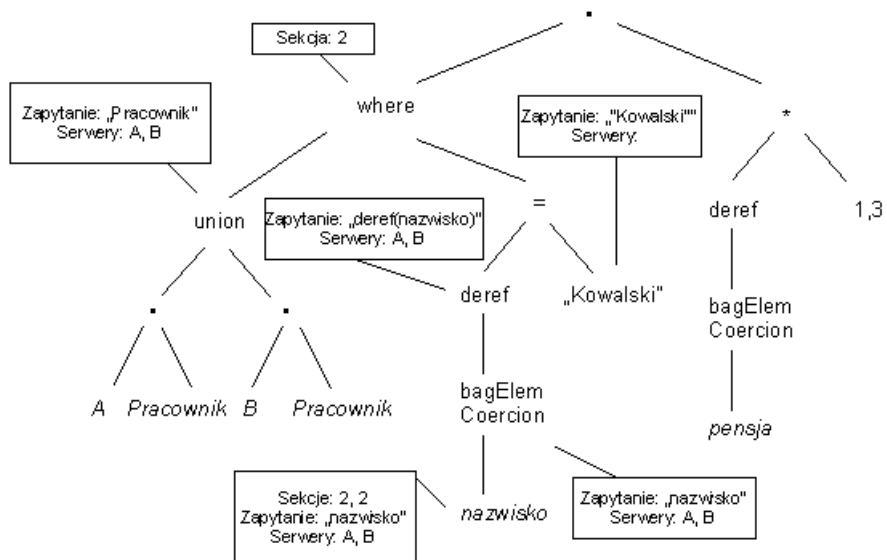 Sekcja: 2
.
where
*
Zapytanie: „Pracownik"
Serwery: A, B
Zapytanie: „"Kowalski""
Serwery:
union
=
deref
1,3
Zapytanie: „deref(nazwisko)"
Serwery: A, B
deref
„Kowalski"
bagElem
Coercion
.
.
A
Pracownik
B
Pracownik
bagElem
Coercion
pensja
Sekcje: 2, 2
Zapytanie: „nazwisko"
Serwery: A, B
nazwisko
Zapytanie: „nazwisko"
Serwery: A, B